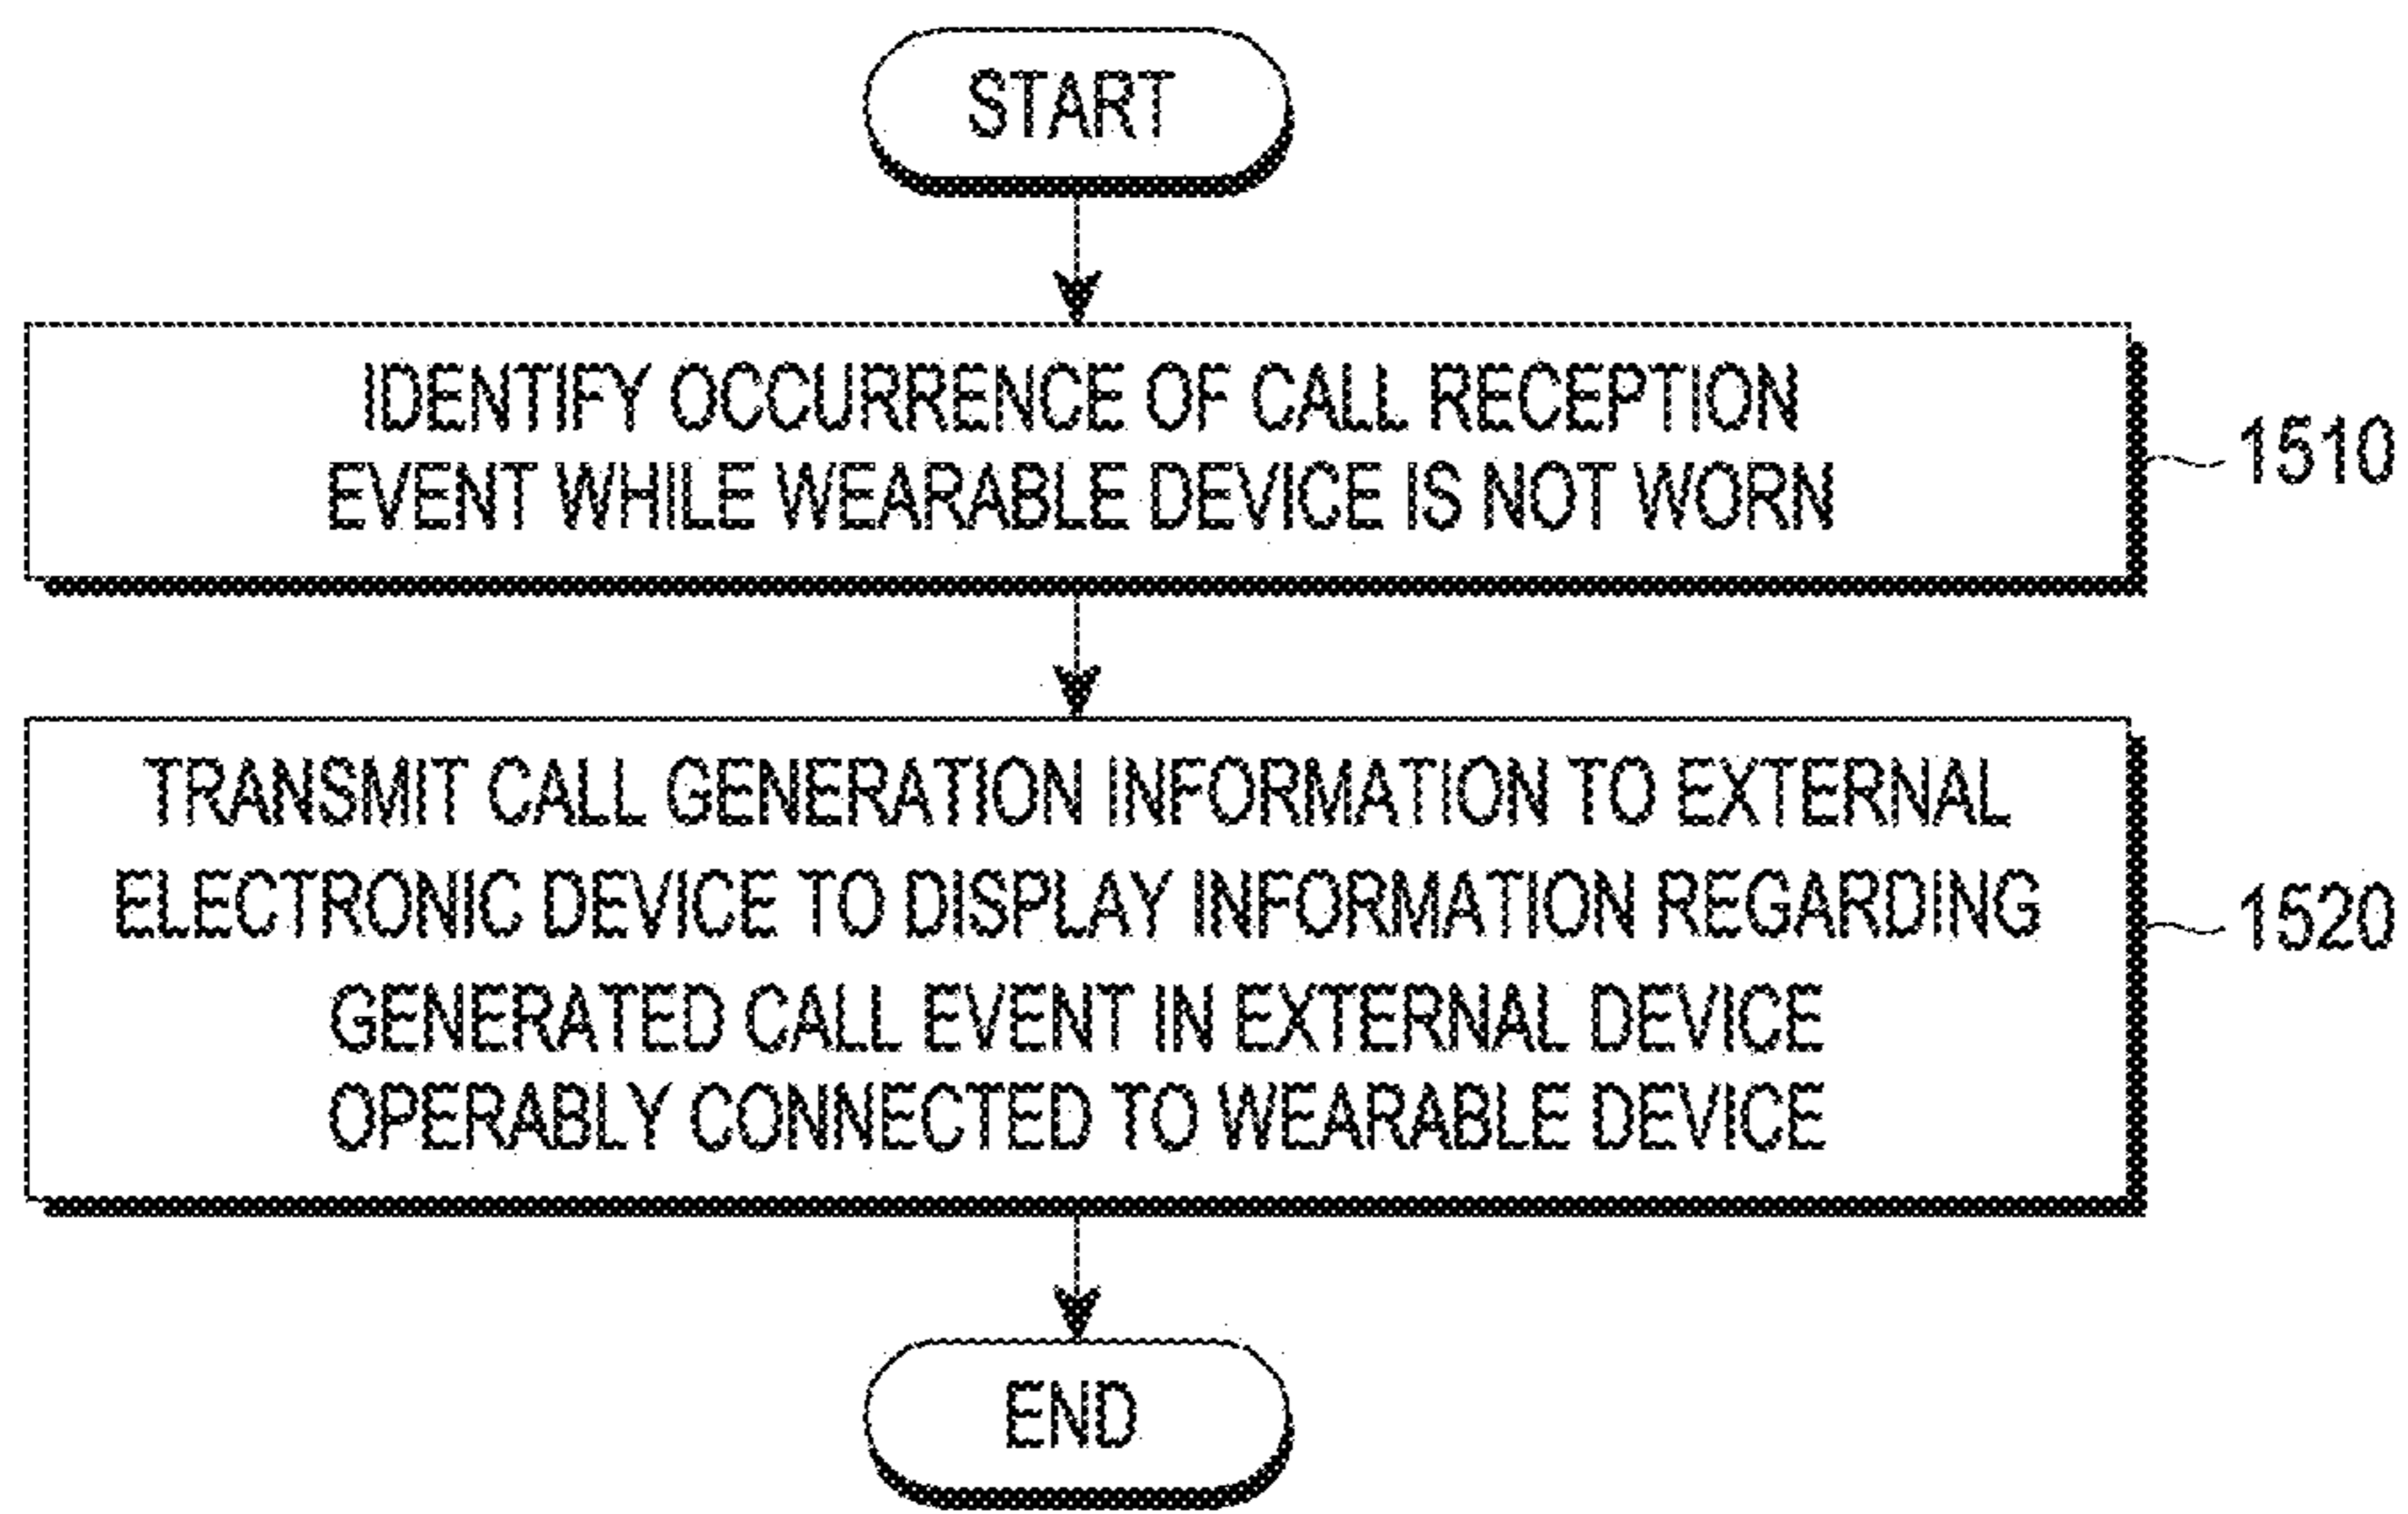 START
IDENTIFY OCCURRENCE OF CALL RECEPTION
EVENT WHILE WEARABLE DEVICE IS NOT WORN
1510
TRANSMIT CALL GENERATION INFORMATION TO EXTERNAL
ELECTRONIC DEVICE TO DISPLAY INFORMATION REGARDING
GENERATED CALL EVENT IN EXTERNAL DEVICE
OPERABLY CONNECTED TO WEARABLE DEVICE
1520
END